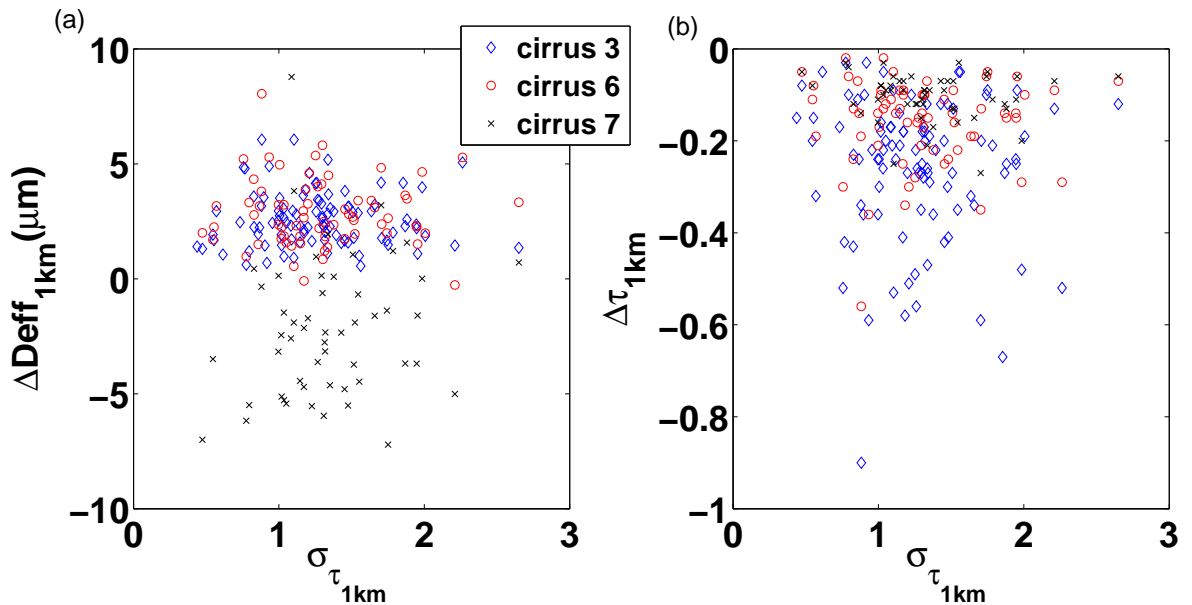 (a)
10
5
0
−5
−10
ΔDeff1km(μm)
0 1 2 3
στ1km
cirrus 3
cirrus 6
cirrus 7
(b)
0
−0.2
−0.4
−0.6
−0.8
−1
Δτ1km
0 1 2 3
στ1km